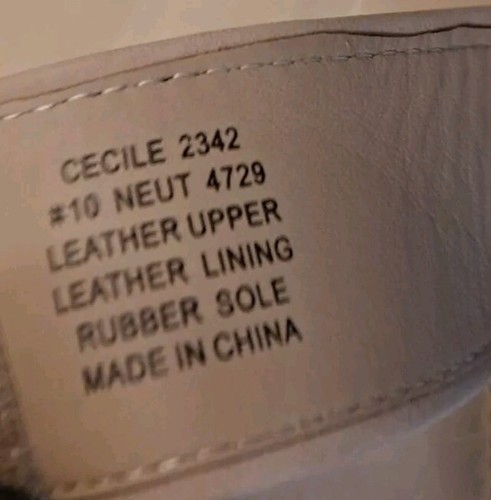 CECILE 2342
#10 NEUT 4729
LEATHER UPPER
LEATHER LINING
RUBBER SOLE
MADE IN CHINA